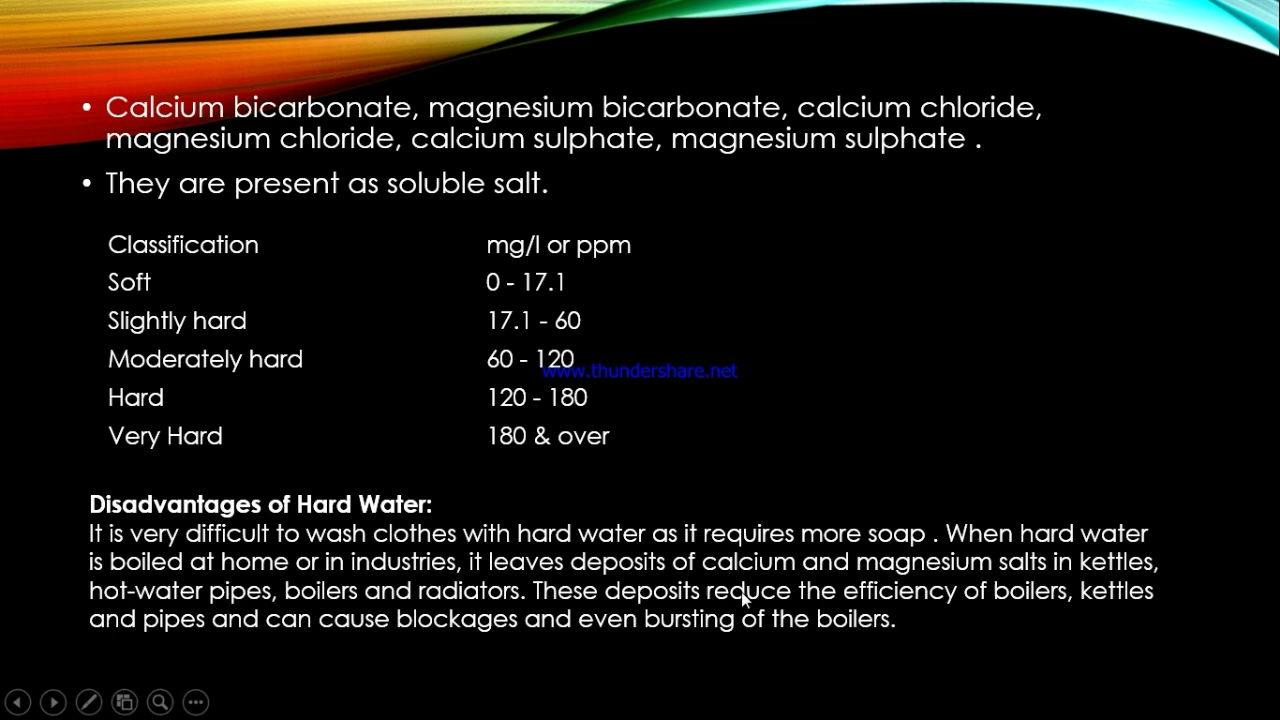 • Calcium bicarbonate, magnesium bicarbonate, calcium chloride,
magnesium chloride, calcium sulphate, magnesium sulphate .
• They are present as soluble salt.
Classification mg/l or ppm
Soft 0 - 17.1
Slightly hard 17.1 - 60
Moderately hard 60 - 120
www.thundershare.net
Hard 120 - 180
Very Hard 180 & over
Disadvantages of Hard Water:
It is very difficult to wash clothes with hard water as it requires more soap . When hard water
is boiled at home or in industries, it leaves deposits of calcium and magnesium salts in kettles,
hot-water pipes, boilers and radiators. These deposits reduce the efficiency of boilers, kettles
and pipes and can cause blockages and even bursting of the boilers.